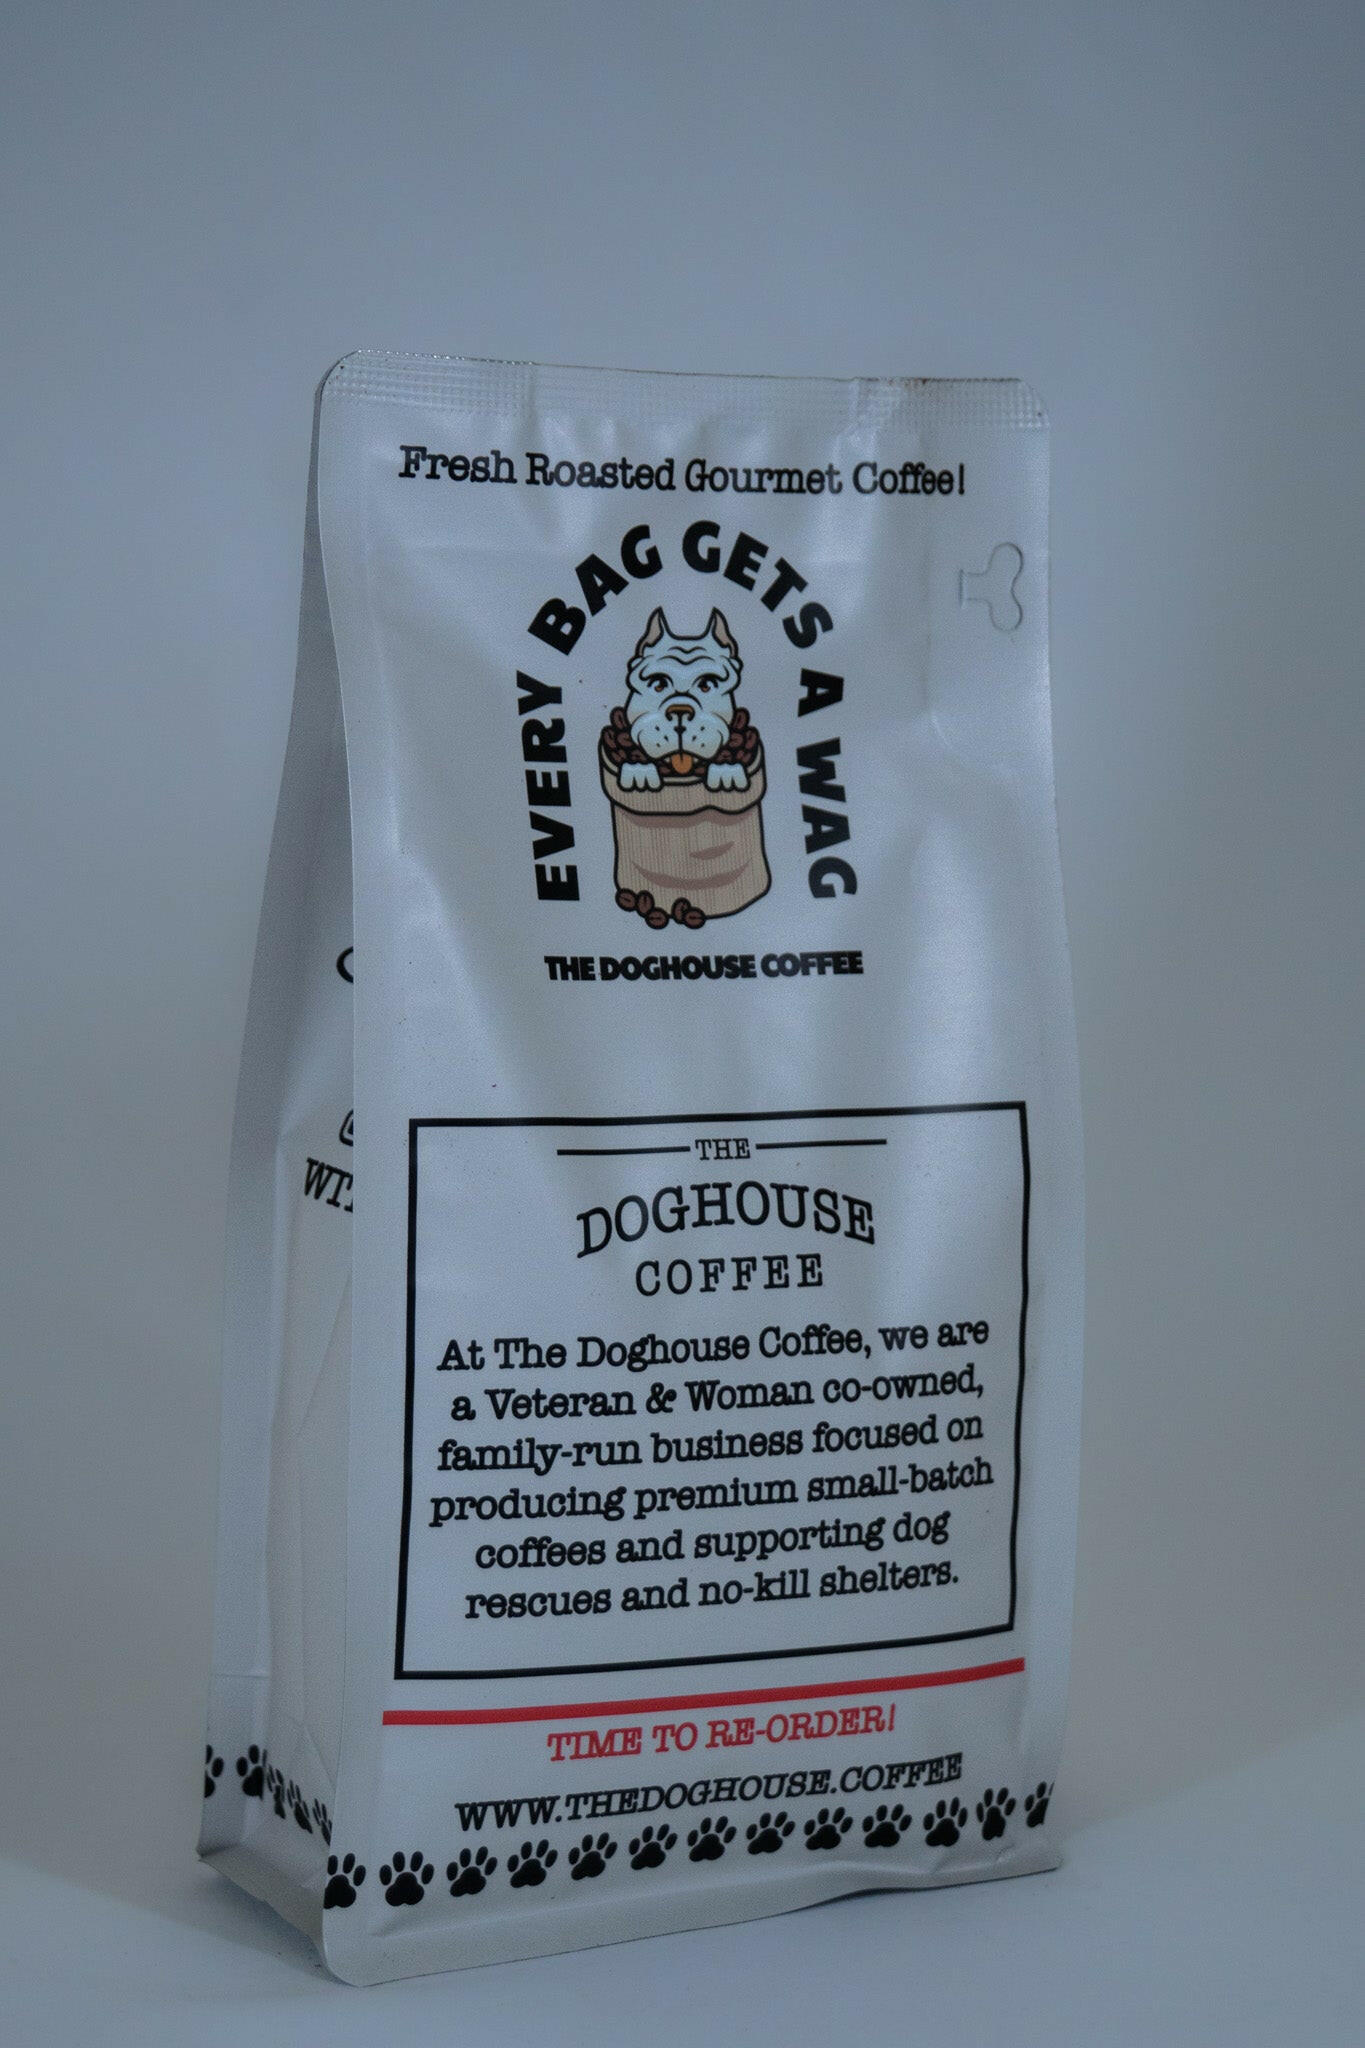 Fresh Roasted Gourmet Coffee!
EVERY BAG GETS A WAG
THE DOGHOUSE COFFEE
THE
DOGHOUSE
COFFEE
At The Doghouse Coffee, we are
a Veteran & Woman co-owned,
family-run business focused on
producing premium small-batch
coffees and supporting dog
rescues and no-kill shelters.
TIME TO RE-ORDER!
WWW.THEDOGHOUSE.COFFEE